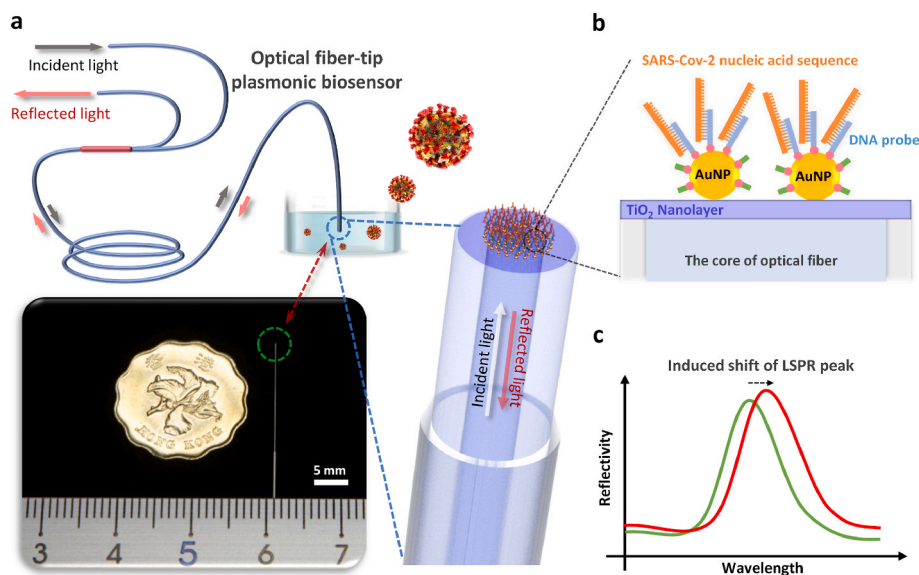 a
Incident light
Reflected light
Optical fiber-tip
plasmonic biosensor
b
SARS-Cov-2 nucleic acid sequence
DNA probe
AuNP
AuNP
TiO₂ Nanolayer
The core of optical fiber
Incident light
Reflected light
香 港
HONG KONG
5 mm
3 4 5 6 7
c
Induced shift of LSPR peak
Reflectivity
Wavelength